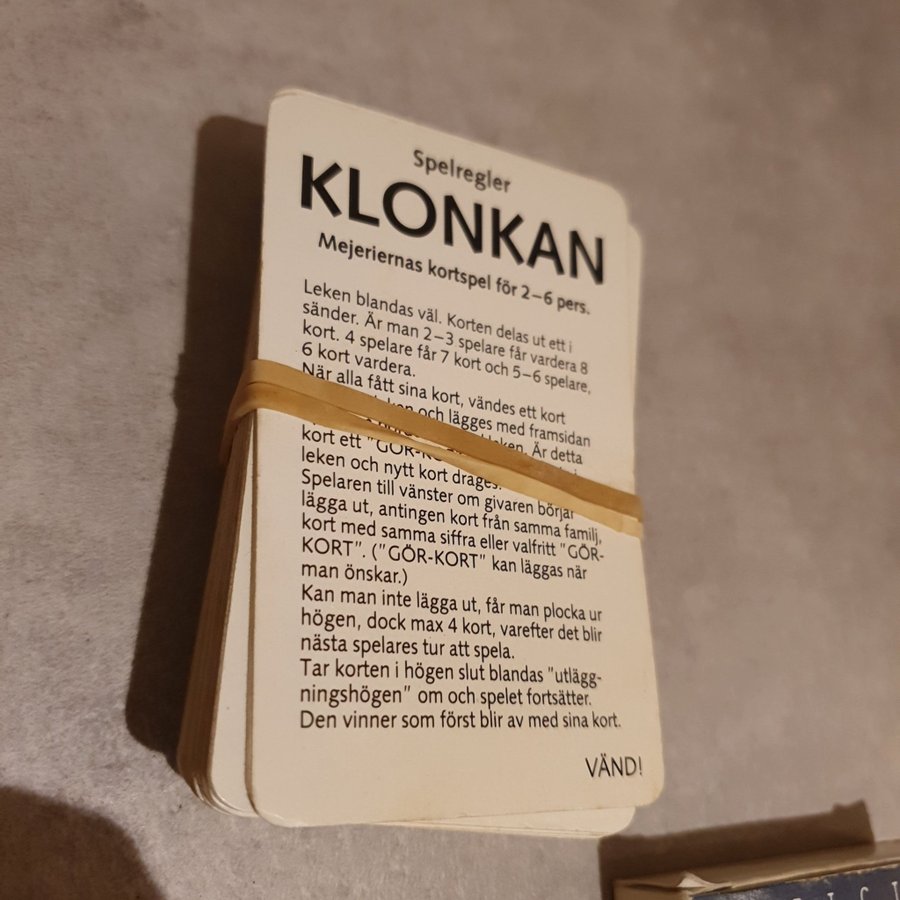 Spelregler
KLONKAN
Mejeriernas kortspel för 2–6 pers.
Leken blandas väl. Korten delas ut ett i
sänder. Är man 2–3 spelare får vardera 8
kort. 4 spelare får 7 kort och 5–6 spelare,
6 kort vardera.
När alla fått sina kort, vändes ett kort
och lägges med framsidan
leken. Är detta
kort ett "GÖR-KO
leken och nytt kort drages.
Spelaren till vänster om givaren börjar
lägga ut, antingen kort från samma familj,
kort med samma siffra eller valfritt "GÖR-
KORT". ("GÖR-KORT" kan läggas när
man önskar.)
Kan man inte lägga ut, får man plocka ur
högen, dock max 4 kort, varefter det blir
nästa spelares tur att spela.
Tar korten i högen slut blandas "utlägg-
ningshögen" om och spelet fortsätter.
Den vinner som först blir av med sina kort.
VÄND!